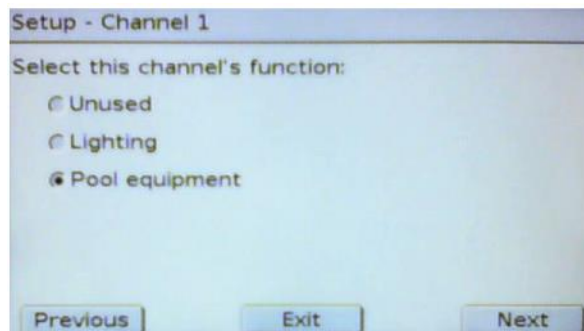 Setup - Channel 1
Select this channel's function:
Unused
Lighting
Pool equipment
Previous Exit Next